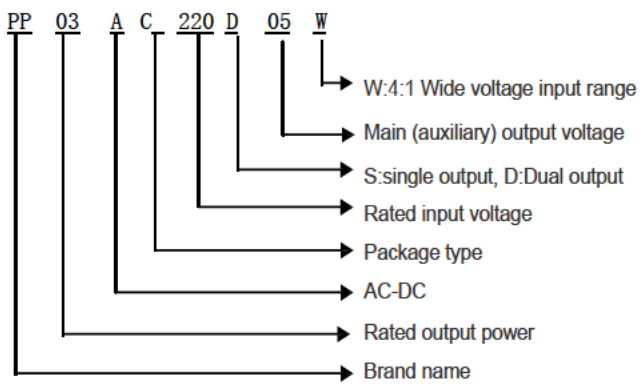 PP 03 A C 220 D 05 W
W:4:1 Wide voltage input range
Main (auxiliary) output voltage
S:single output, D:Dual output
Rated input voltage
Package type
AC-DC
Rated output power
Brand name